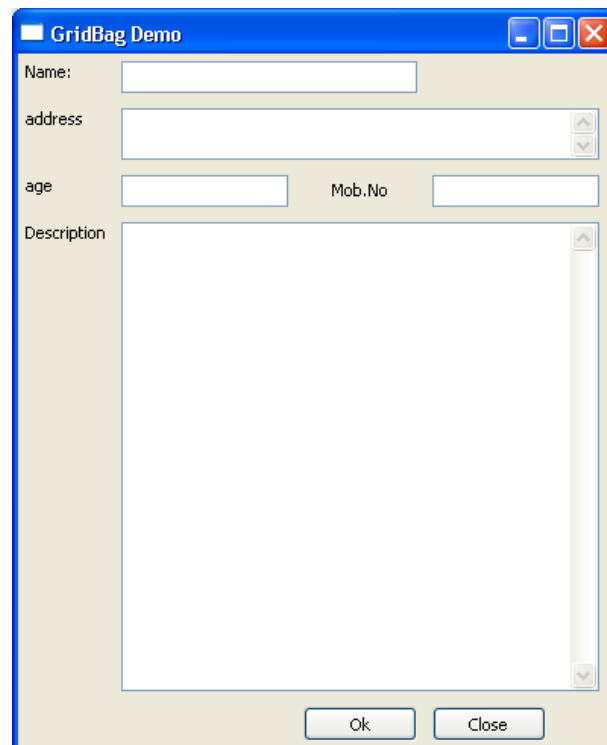 GridBag Demo
Name:
address
age Mob.No
Description
Ok Close